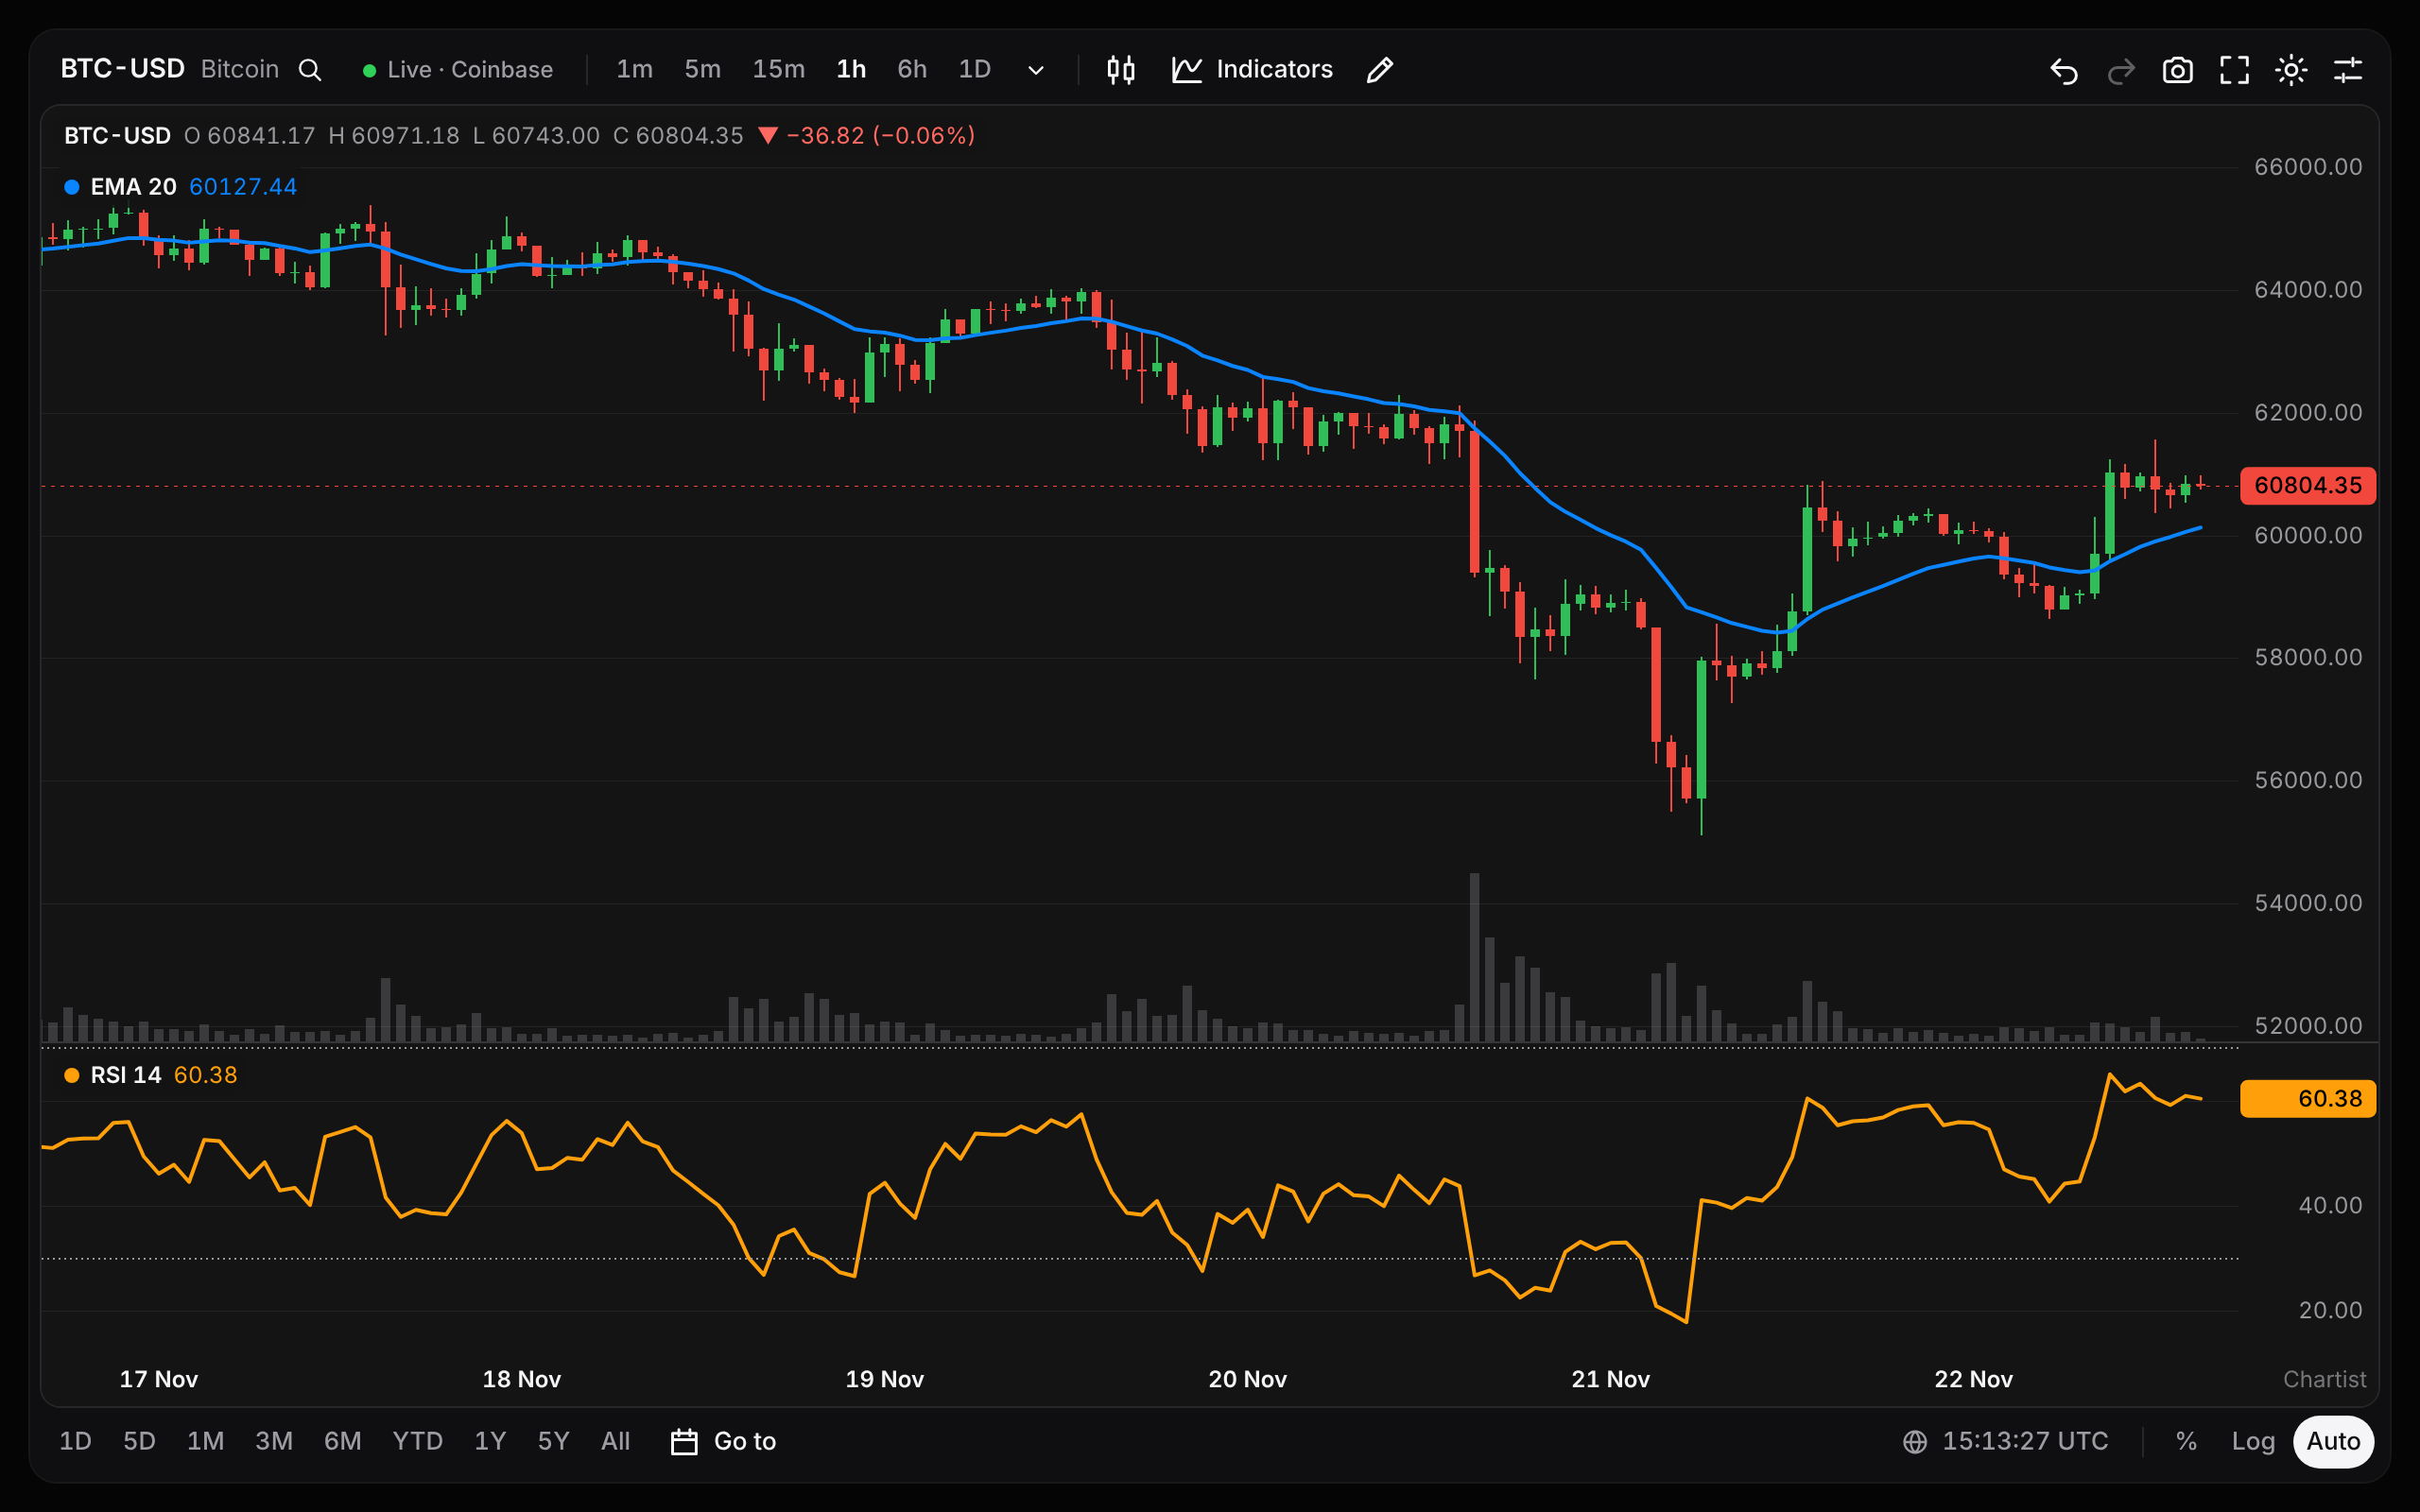 BTC-USD Bitcoin Live · Coinbase 1m 5m 15m 1h 6h 1D Indicators
BTC-USD O 60841.17 H 60971.18 L 60743.00 C 60804.35 ▼ −36.82 (−0.06%)
EMA 20 60127.44
66000.00
64000.00
62000.00
60804.35
60000.00
58000.00
56000.00
54000.00
52000.00
RSI 14 60.38
60.38
40.00
20.00
17 Nov 18 Nov 19 Nov 20 Nov 21 Nov 22 Nov Chartist
1D 5D 1M 3M 6M YTD 1Y 5Y All Go to 15:13:27 UTC % Log Auto